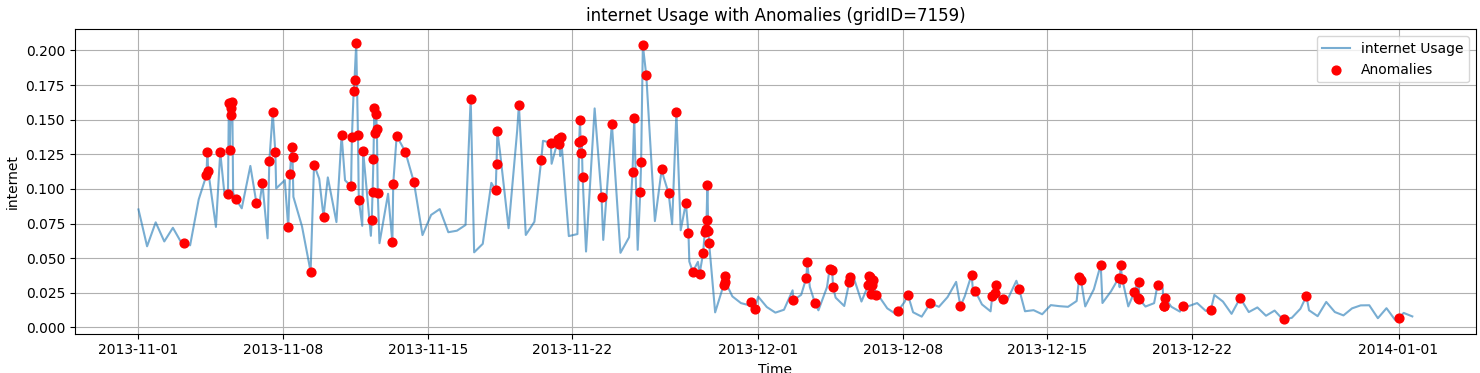 internet Usage with Anomalies (gridID=7159)
internet Usage
Anomalies
internet
0.200
0.175
0.150
0.125
0.100
0.075
0.050
0.025
0.000
2013-11-01 2013-11-08 2013-11-15 2013-11-22 2013-12-01 2013-12-08 2013-12-15 2013-12-22 2014-01-01
Time